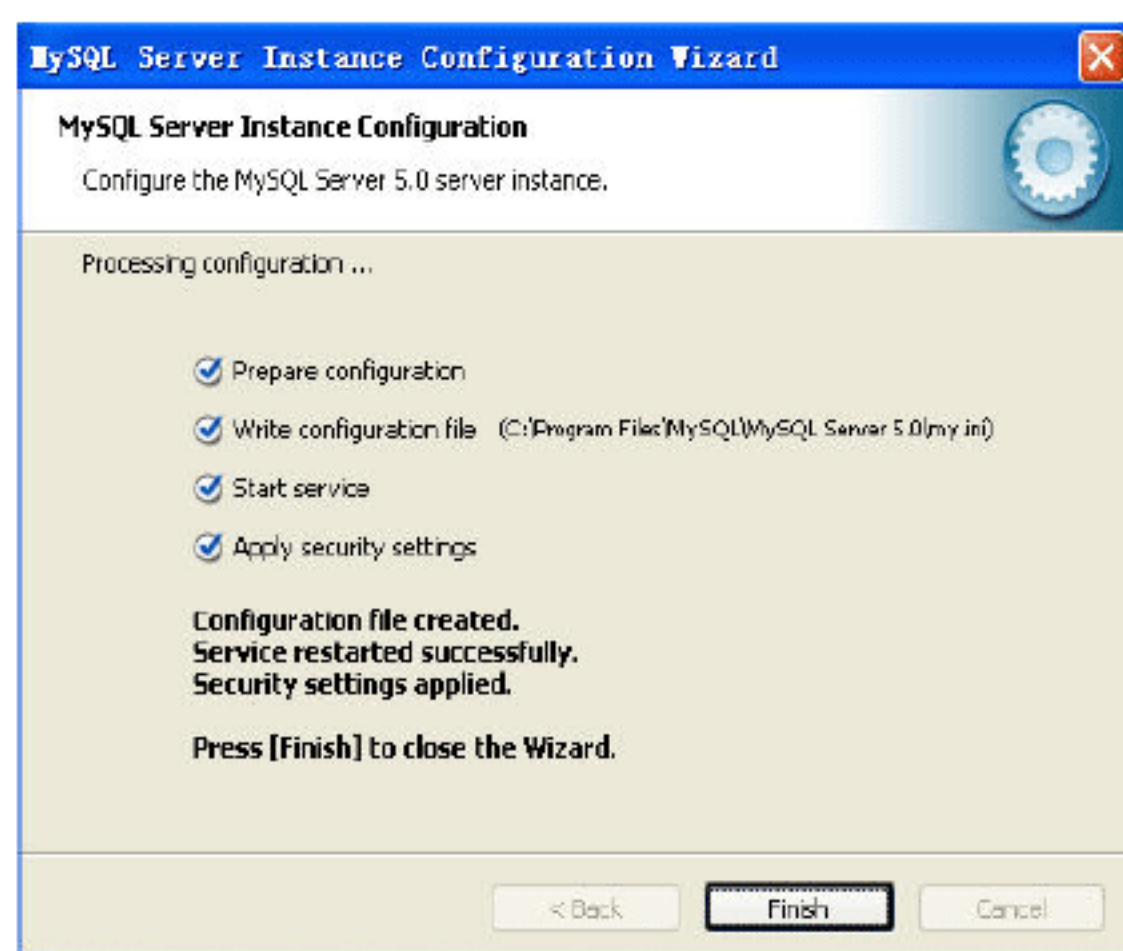 MySQL Server Instance Configuration Wizard
MySQL Server Instance Configuration
Configure the MySQL Server 5.0 server instance.
Processing configuration ...
Prepare configuration
Write configuration file (C:\Program Files\MySQL\MySQL Server 5.0\my.ini)
Start service
Apply security settings
Configuration file created.
Service restarted successfully.
Security settings applied.
Press [Finish] to close the Wizard.
< Back Finish Cancel